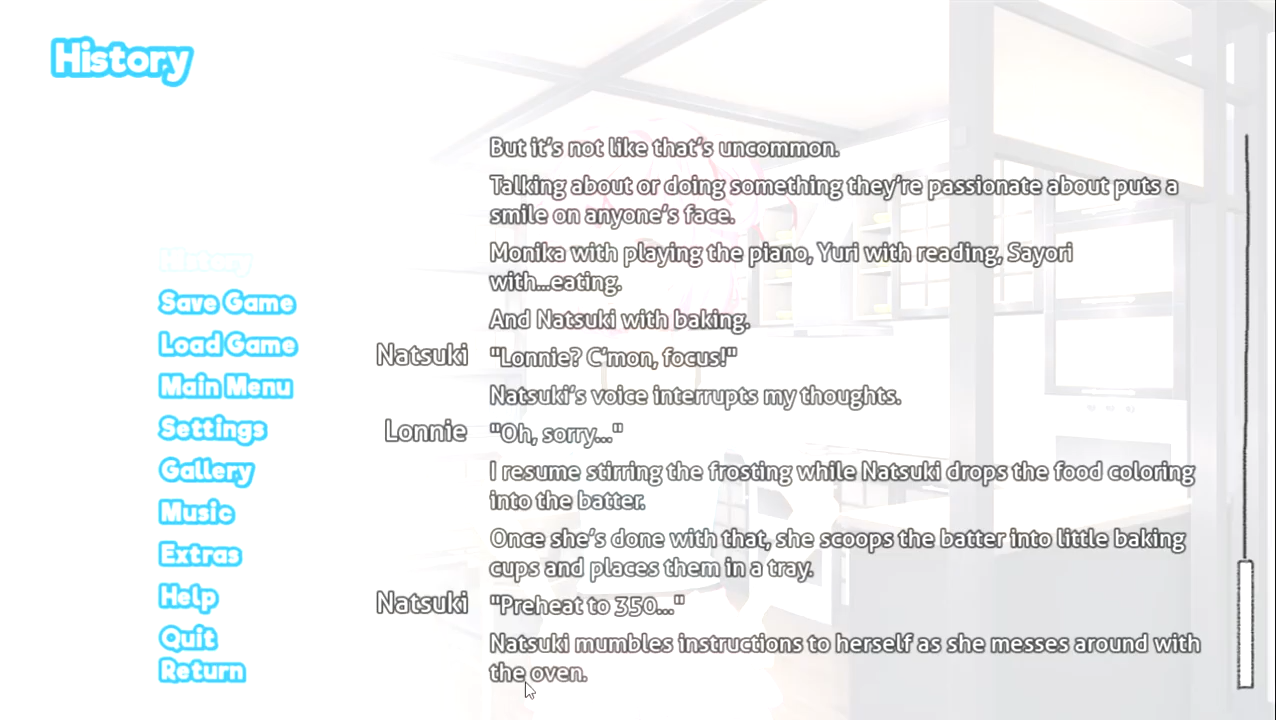 History
But it's not like that's uncommon.
Talking about or doing something they're passionate about puts a
smile on anyone's face.
Monika with playing the piano, Yuri with reading, Sayori
with...eating.
And Natsuki with baking.
Natsuki "Lonnie? C'mon, focus!"
Natsuki's voice interrupts my thoughts.
Lonnie "Oh, sorry..."
I resume stirring the frosting while Natsuki drops the food coloring
into the batter.
Once she's done with that, she scoops the batter into little baking
cups and places them in a tray.
Natsuki "Preheat to 350..."
Natsuki mumbles instructions to herself as she messes around with
the oven.
History
Save Game
Load Game
Main Menu
Settings
Gallery
Music
Extras
Help
Quit
Return